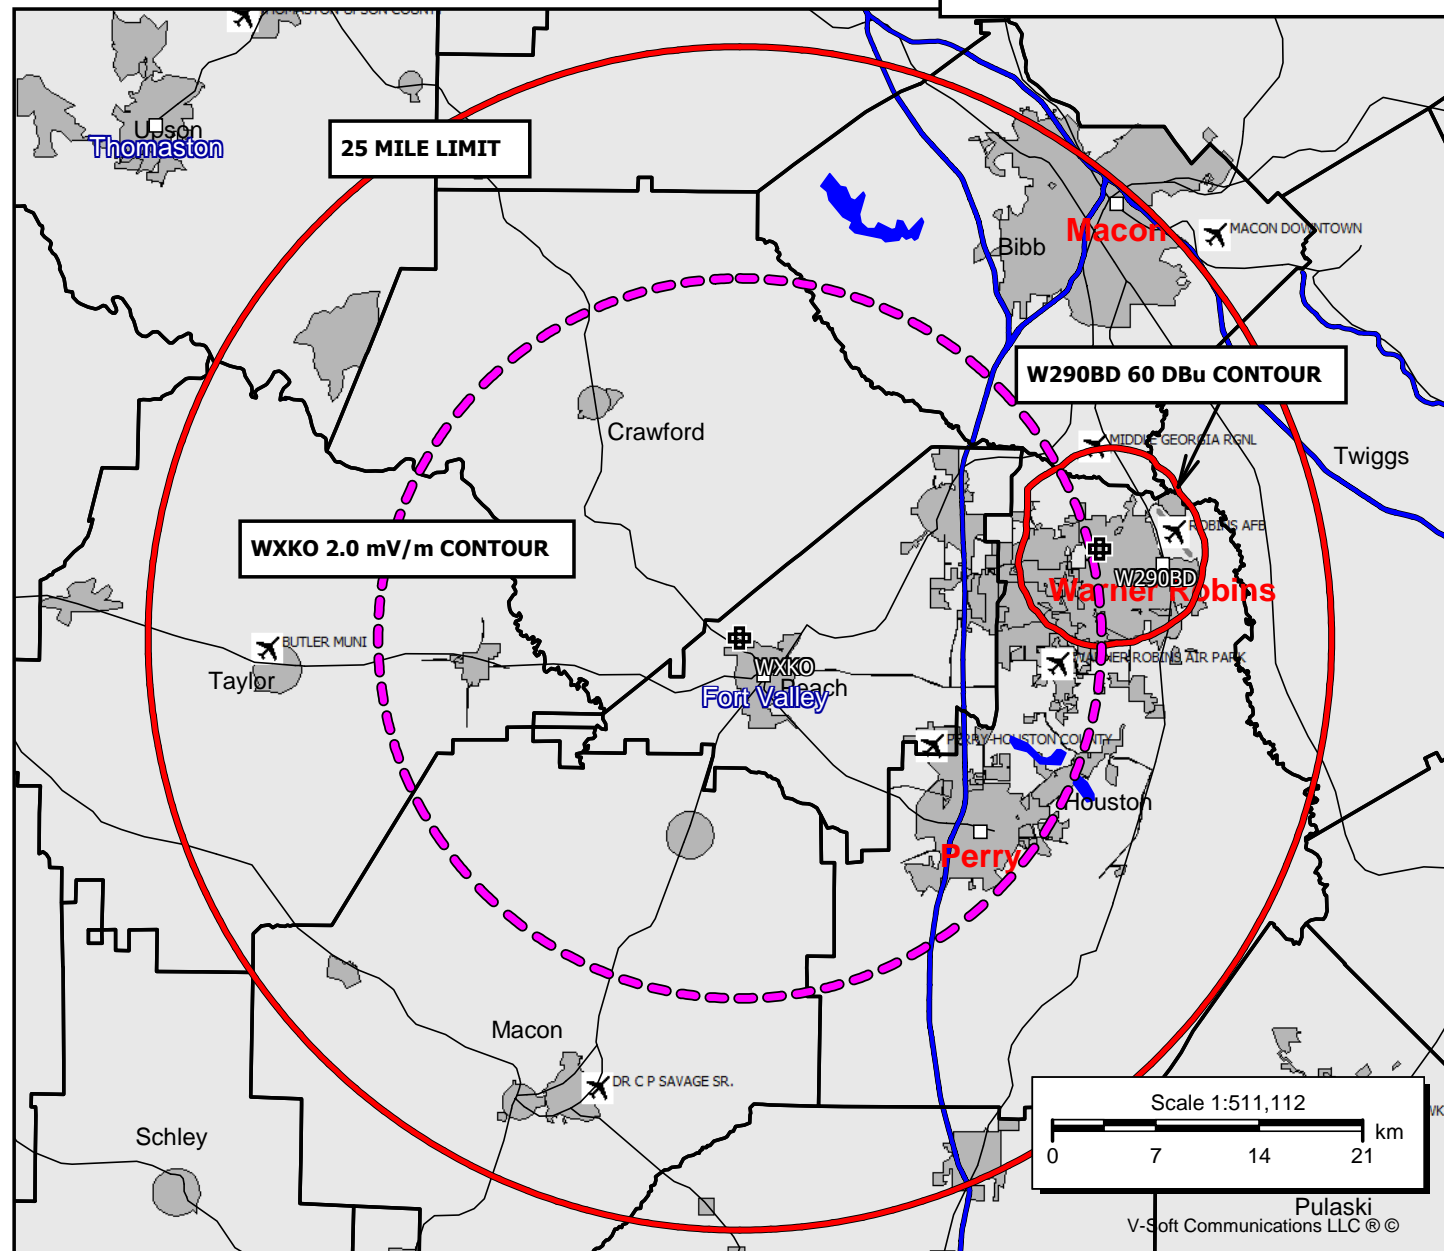 Upson
Thomaston
25 MILE LIMIT
Macon
Bibb
MACON DOWNTOWN
W290BD 60 DBu CONTOUR
Crawford
MIDDLE GEORGIA RGNL
Twiggs
WXKO 2.0 mV/m CONTOUR
ROBINS AFB
W290BD
Warner Robins
BUTLER MUNI
Taylor
WXKO
Peach
Fort Valley
WARNER ROBINS AIR PARK
PERRY-HOUSTON COUNTY
Houston
Perry
Macon
DR C P SAVAGE SR.
Schley
Scale 1:511,112
km
0 7 14 21
Pulaski
V-Soft Communications LLC ® ©